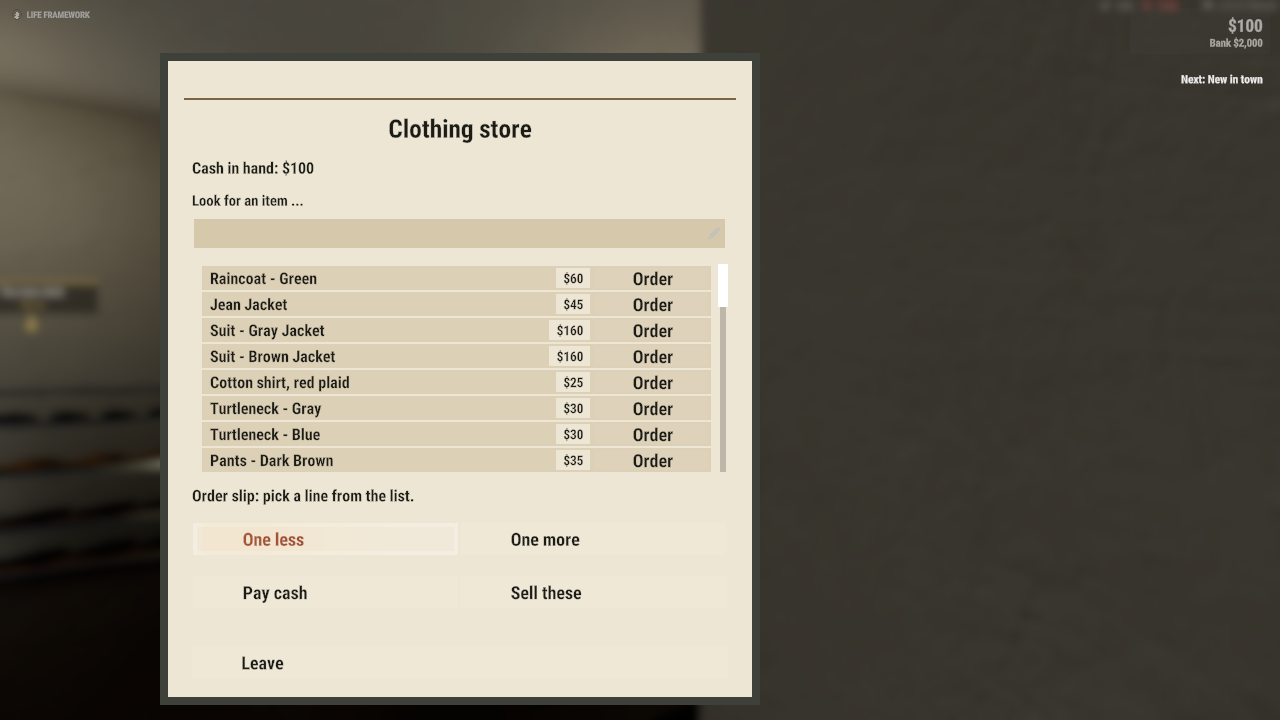 LIFE FRAMEWORK
$100
Bank $2,000
Next: New in town
Clothing store
Cash in hand: $100
Look for an item ...
Raincoat - Green $60 Order
Jean Jacket $45 Order
Suit - Gray Jacket $160 Order
Suit - Brown Jacket $160 Order
Cotton shirt, red plaid $25 Order
Turtleneck - Gray $30 Order
Turtleneck - Blue $30 Order
Pants - Dark Brown $35 Order
Order slip: pick a line from the list.
One less One more
Pay cash Sell these
Leave